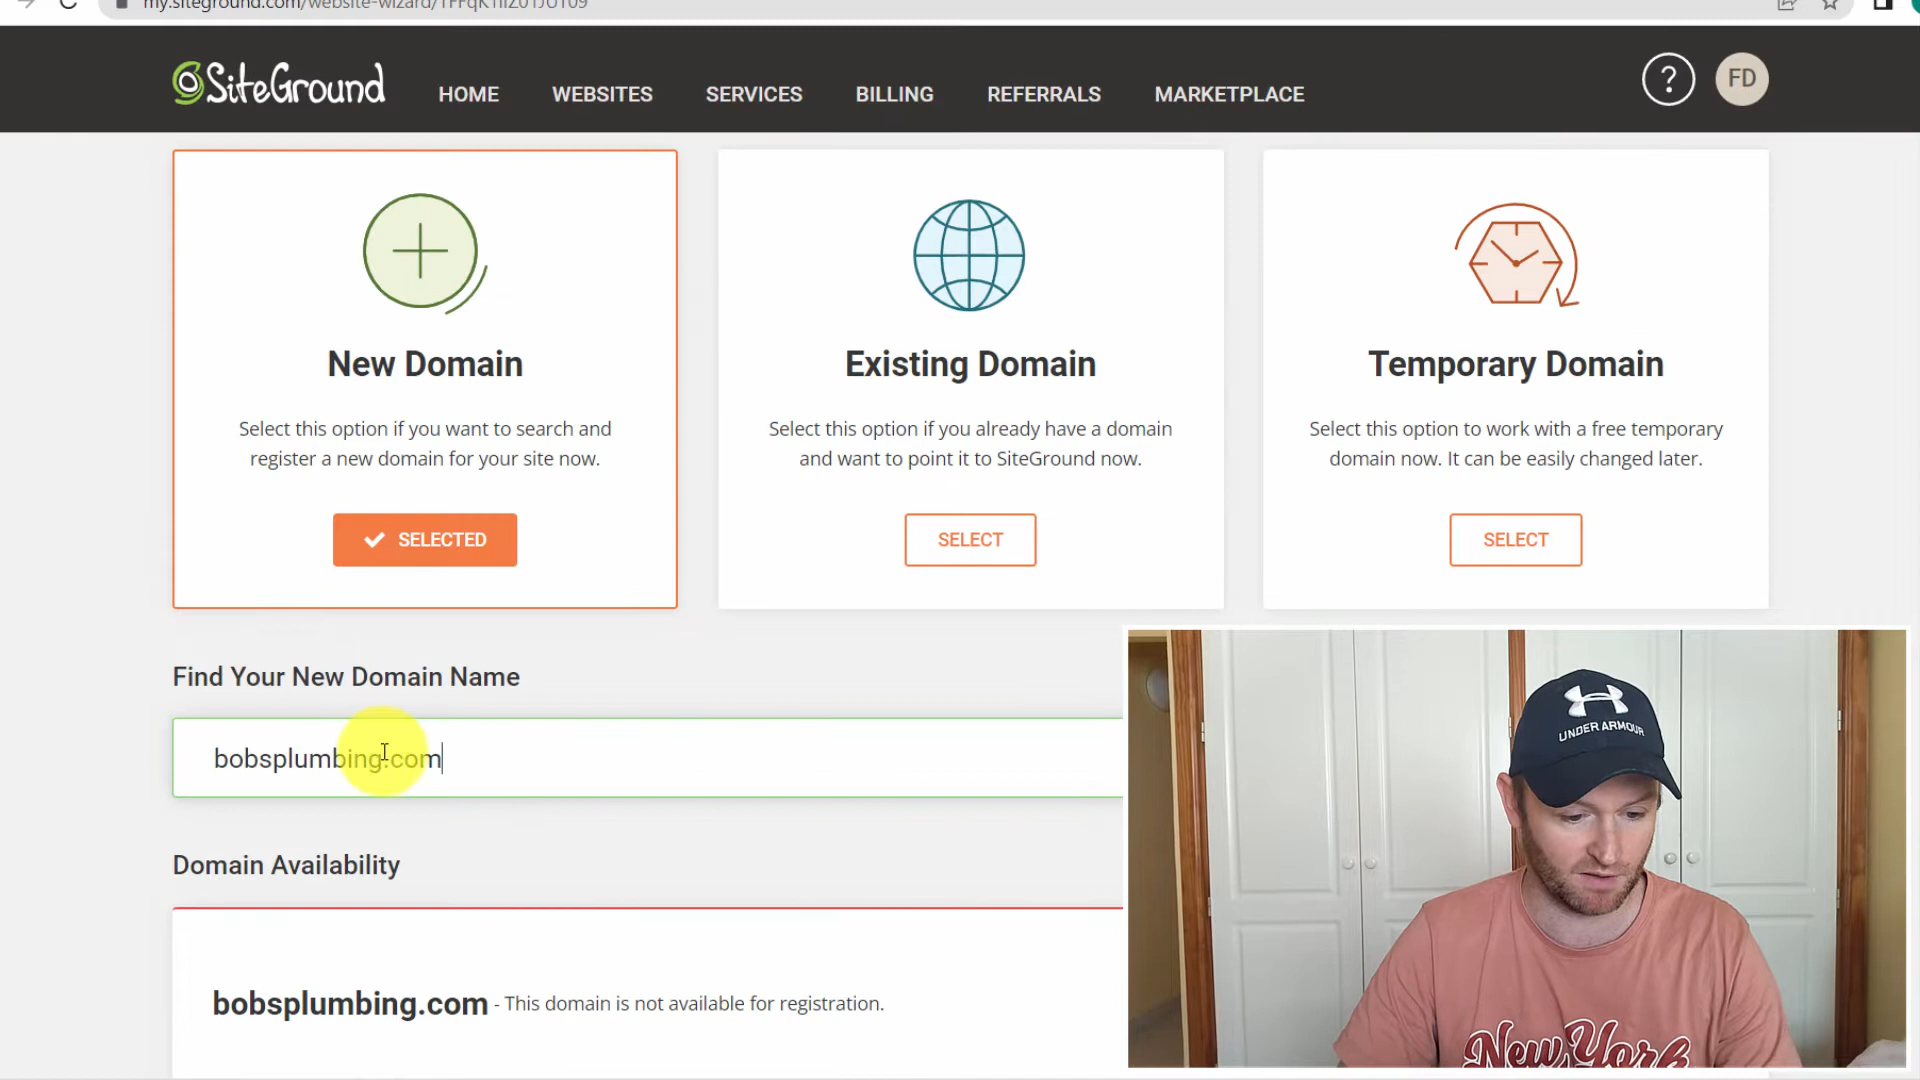 SiteGround HOME WEBSITES SERVICES BILLING REFERRALS MARKETPLACE ? FD
New Domain
Select this option if you want to search and
register a new domain for your site now.
SELECTED
Existing Domain
Select this option if you already have a domain
and want to point it to SiteGround now.
SELECT
Temporary Domain
Select this option to work with a free temporary
domain now. It can be easily changed later.
SELECT
Find Your New Domain Name
bobsplumbing.com
Domain Availability
bobsplumbing.com - This domain is not available for registration.
UNDER ARMOUR
New York